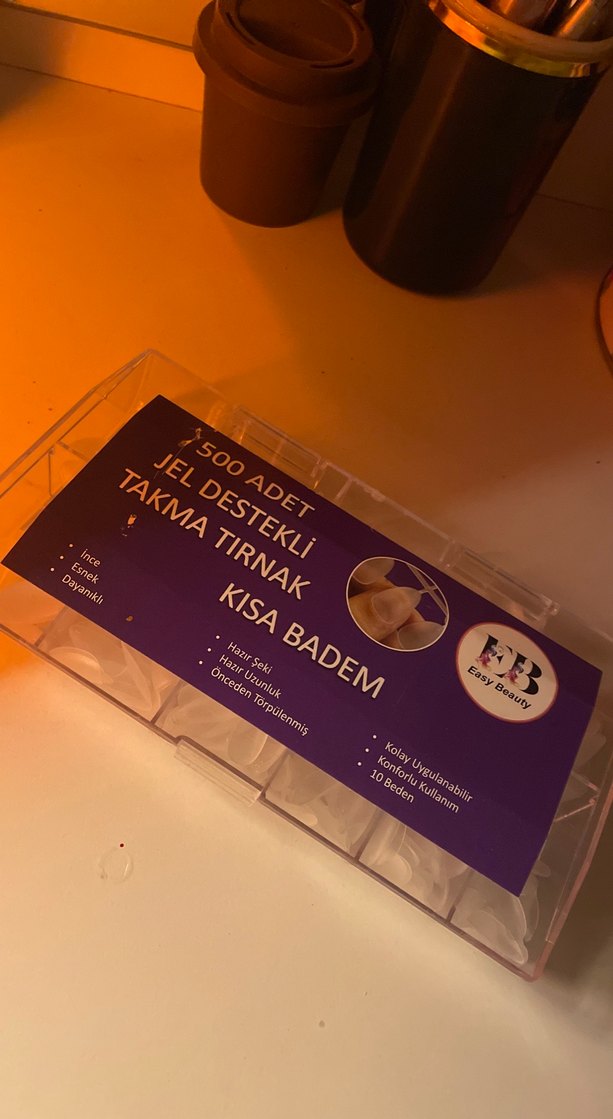 500 ADET
JEL DESTEKLİ
TAKMA TIRNAK
KISA BADEM
• İnce
• Esnek
• Dayanıklı
• Hazır Şeki
• Hazır Uzunluk
• Önceden Törpülenmiş
• Kolay Uygulanabilir
• Konforlu Kullanım
• 10 Beden
EB
Easy Beauty